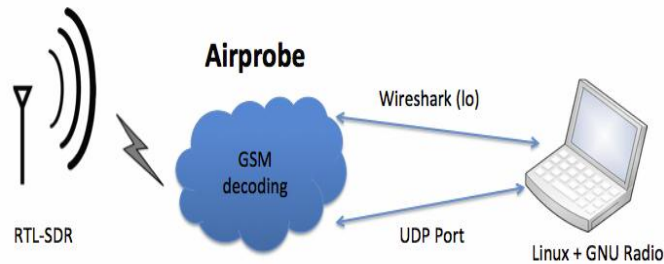 Airprobe
Wireshark (lo)
GSM
decoding
RTL-SDR
UDP Port
Linux + GNU Radio